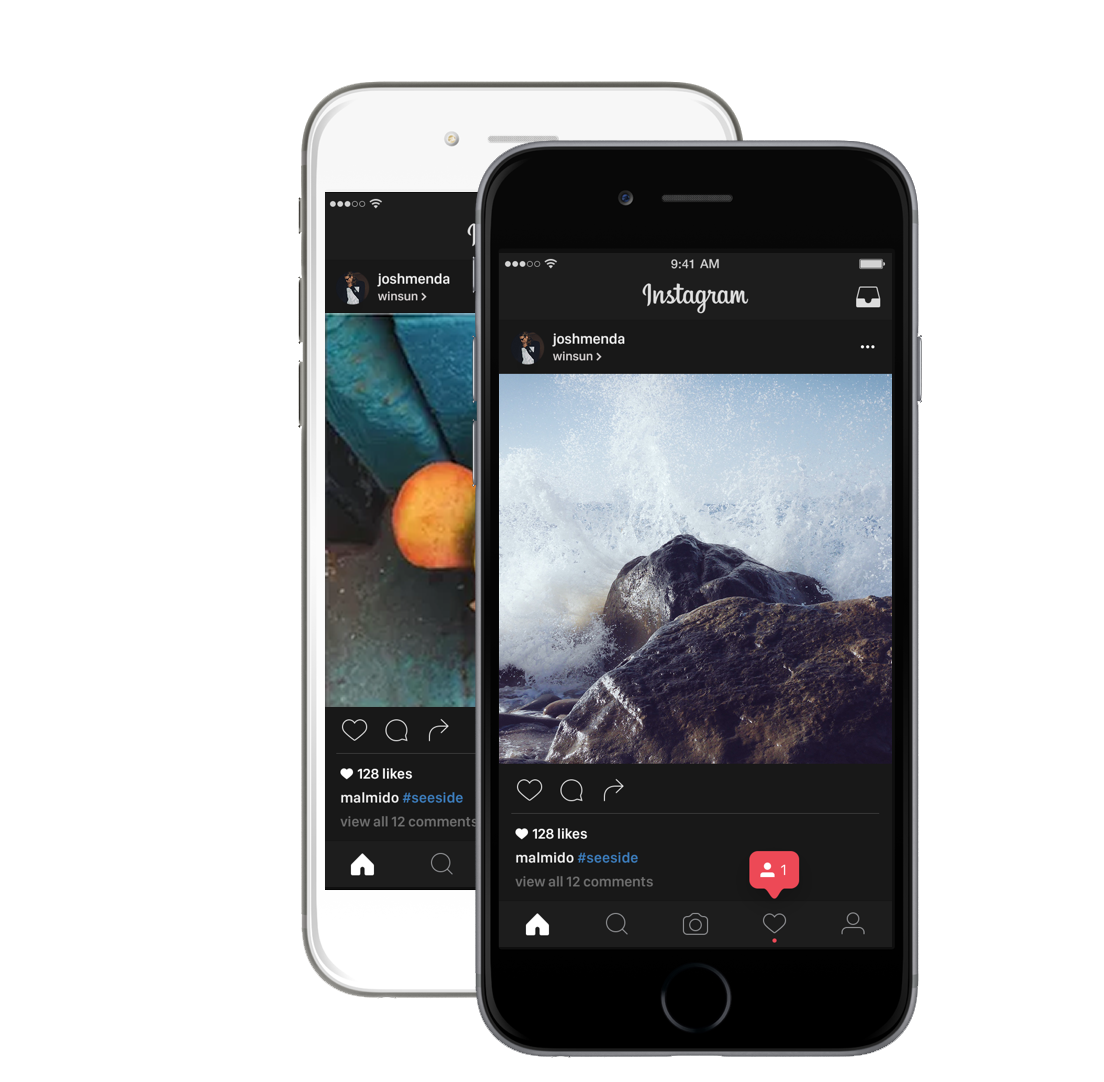 joshmenda
winsun >
128 likes
malmido #seeside
view all 12 comments
9:41 AM
Instagram
joshmenda
winsun >
128 likes
malmido #seeside
view all 12 comments
1